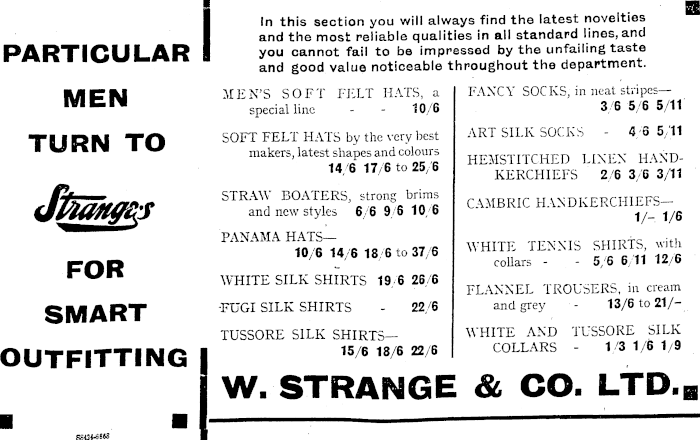 PARTICULAR
MEN
TURN TO
Strange's
FOR
SMART
OUTFITTING
In this section you will always find the latest novelties
and the most reliable qualities in all standard lines, and
you cannot fail to be impressed by the unfailing taste
and good value noticeable throughout the department.
MEN'S SOFT FELT HATS, a
special line - - 10/6
SOFT FELT HATS by the very best
makers, latest shapes and colours
14/6 17/6 to 25/6
STRAW BOATERS, strong brims
and new styles 6/6 9/6 10/6
PANAMA HATS—
10/6 14/6 18/6 to 37/6
WHITE SILK SHIRTS 19/6 26/6
FUGI SILK SHIRTS - 22/6
TUSSORE SILK SHIRTS—
15/6 18/6 22/6
FANCY SOCKS, in neat stripes—
3/6 5/6 5/11
ART SILK SOCKS - 4/6 5/11
HEMSTITCHED LINEN HAND-
KERCHIEFS 2/6 3/6 3/11
CAMBRIC HANDKERCHIEFS—
1/- 1/6
WHITE TENNIS SHIRTS, with
collars - - 5/6 6/11 12/6
FLANNEL TROUSERS, in cream
and grey - 13/6 to 21/-
WHITE AND TUSSORE SILK
COLLARS - 1/3 1/6 1/9
W. STRANGE & CO. LTD.